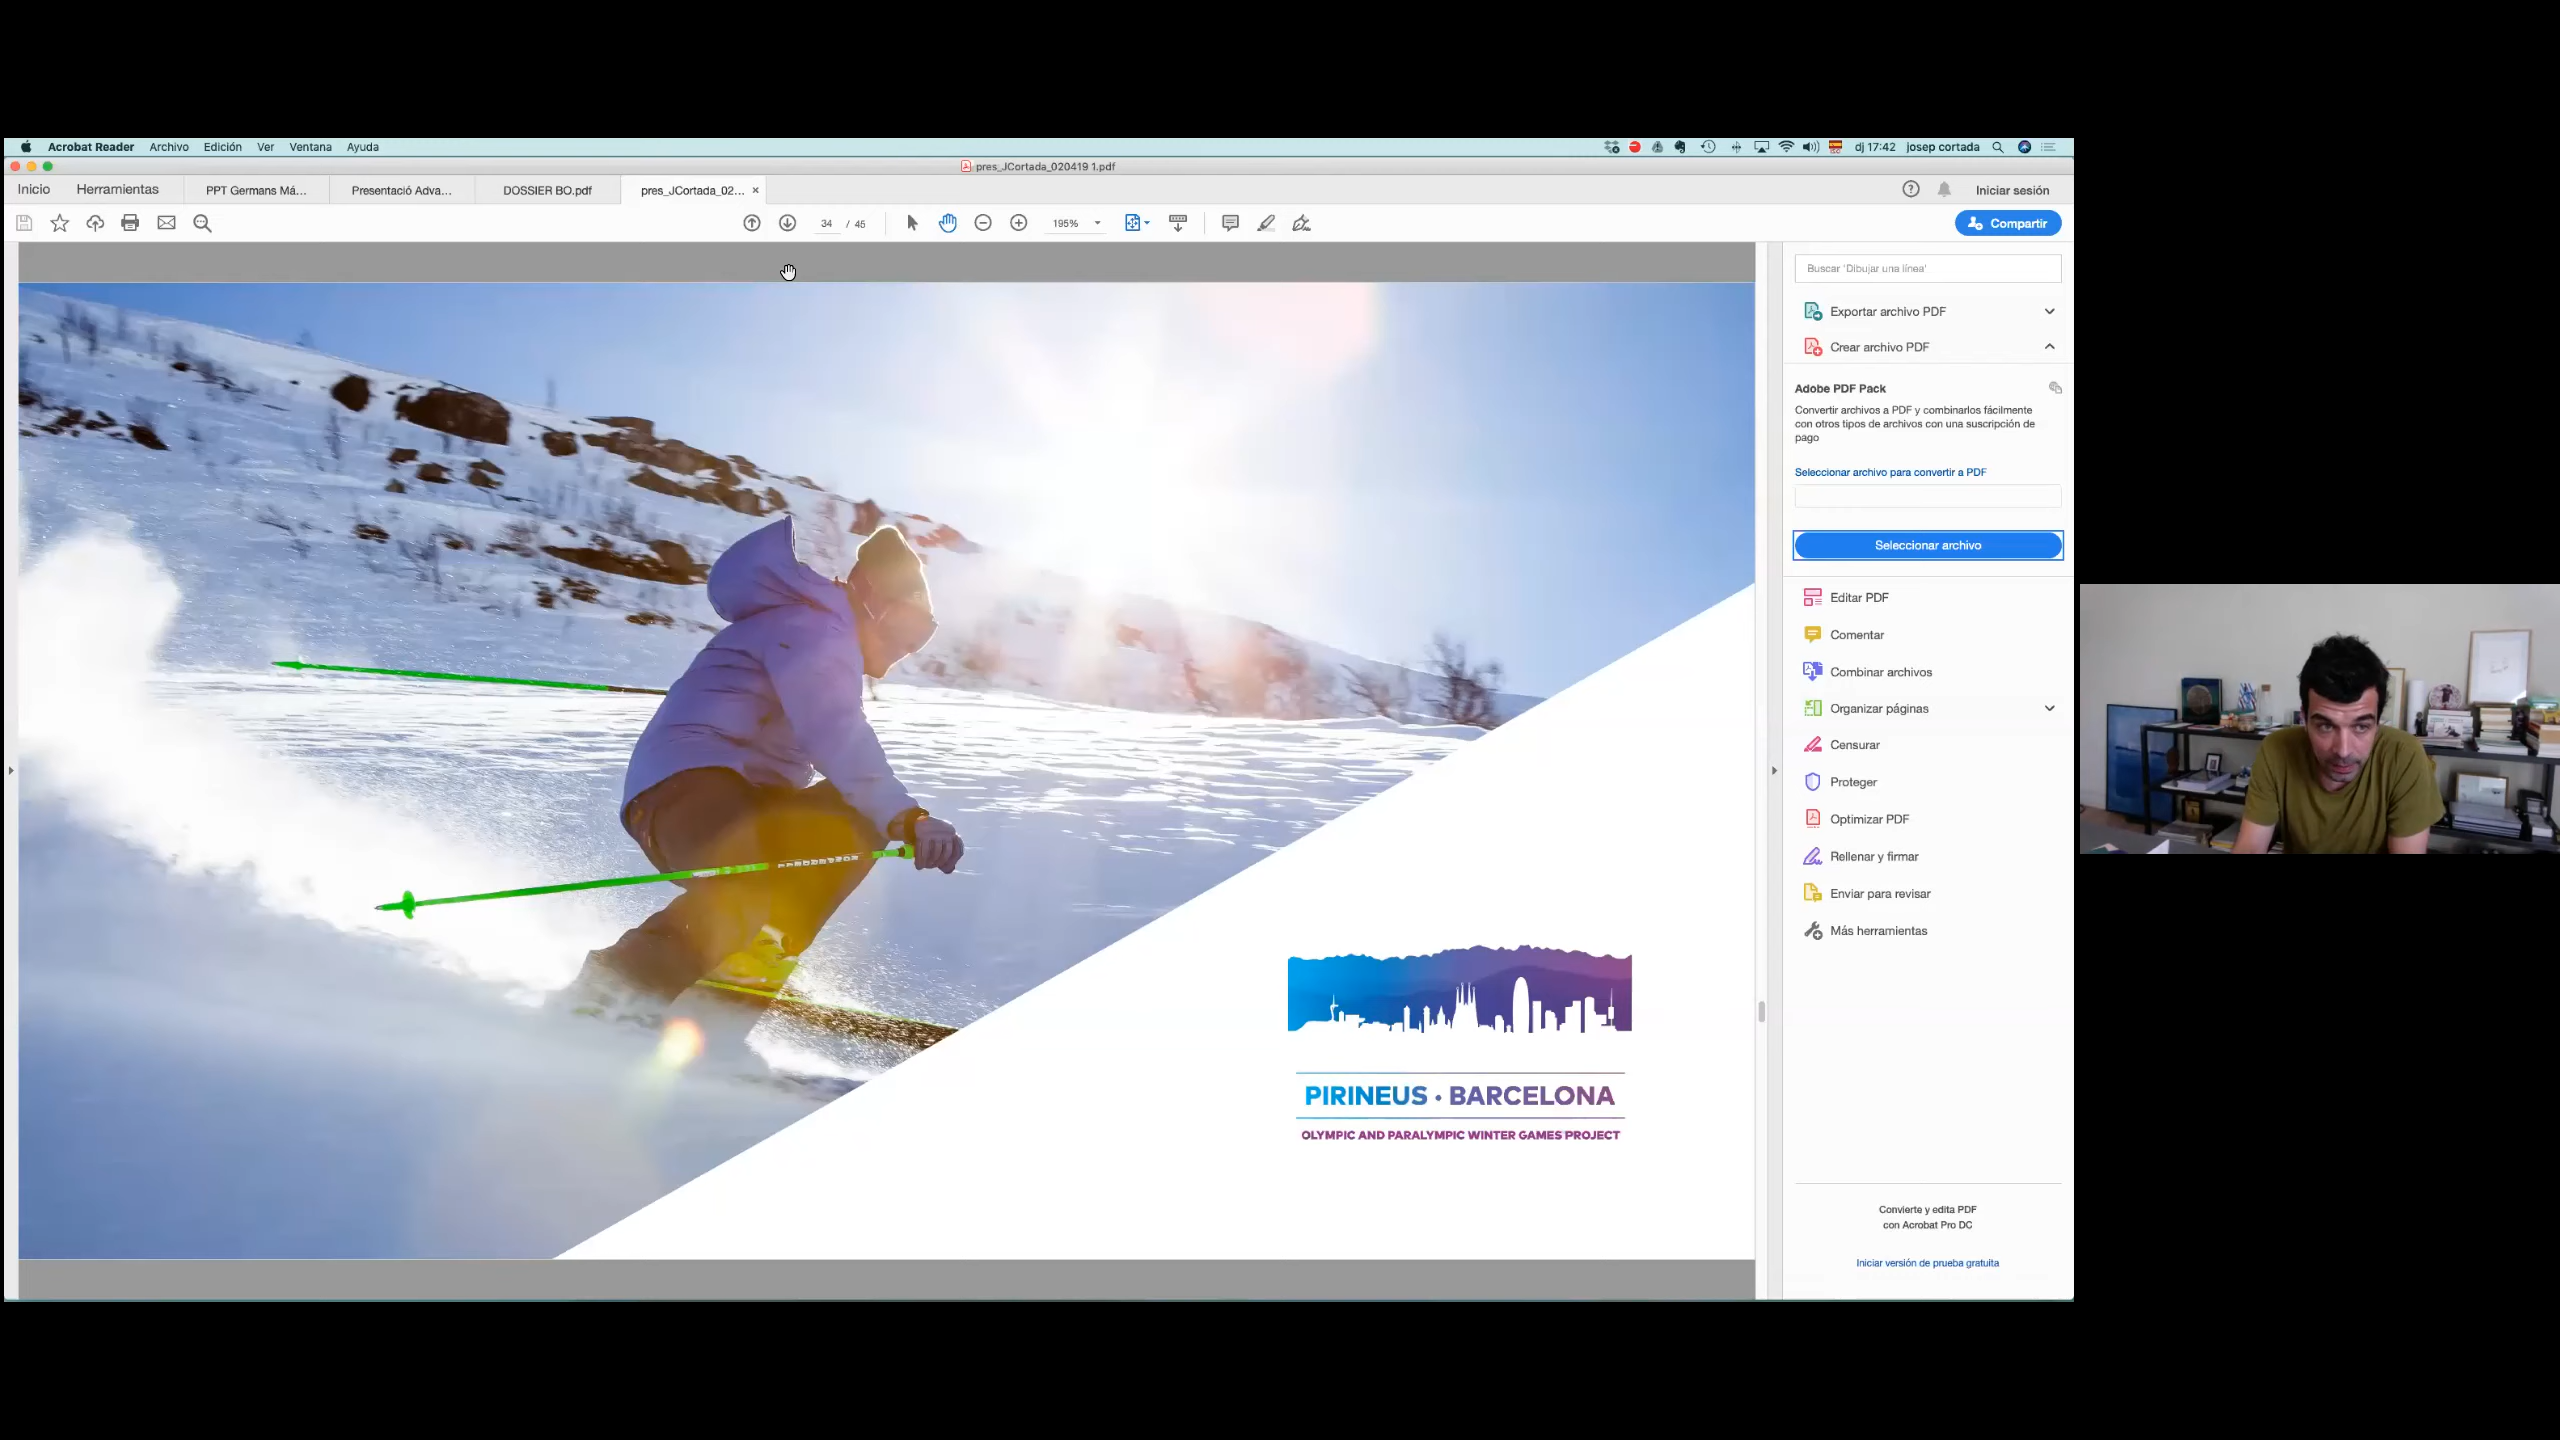 Acrobat Reader Archivo Edición Ver Ventana Ayuda
dj 17:42 josep cortada
pres_JCortada_020419 1.pdf
Inicio Herramientas PPT Germans Má... Presentació Adva... DOSSIER BO.pdf pres_JCortada_02... ×
Iniciar sesión
34 / 45 195%
Compartir
Buscar 'Dibujar una línea'
Exportar archivo PDF
Crear archivo PDF
Adobe PDF Pack
Convertir archivos a PDF y combinarlos fácilmente
con otros tipos de archivos con una suscripción de
pago
Seleccionar archivo para convertir a PDF
Seleccionar archivo
Editar PDF
Comentar
Combinar archivos
Organizar páginas
Censurar
Proteger
Optimizar PDF
Rellenar y firmar
Enviar para revisar
Más herramientas
Convierte y edita PDF
con Acrobat Pro DC
Iniciar versión de prueba gratuita
PIRINEUS · BARCELONA
OLYMPIC AND PARALYMPIC WINTER GAMES PROJECT